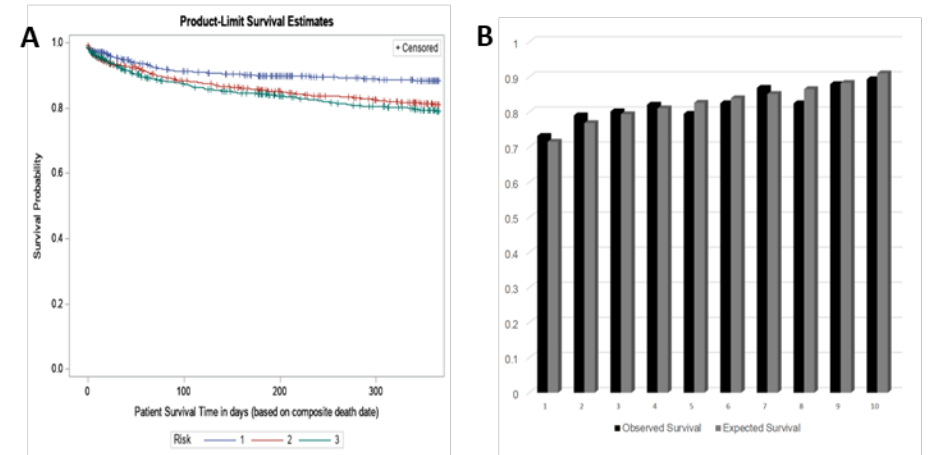 A
Product-Limit Survival Estimates
+ Censored
1.0
0.8
0.6
0.4
0.2
0.0
Survival Probability
0 100 200 300
Patient Survival Time in days (based on composite death date)
Risk 1 2 3
B
1
0.9
0.8
0.7
0.6
0.5
0.4
0.3
0.2
0.1
0
1 2 3 4 5 6 7 8 9 10
Observed Survival Expected Survival